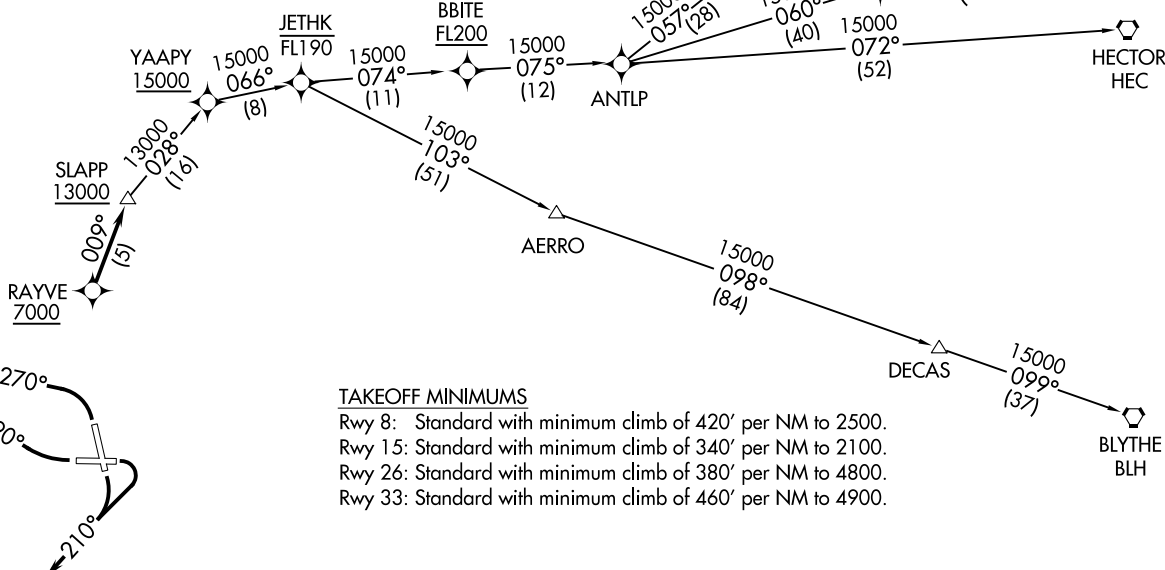 BBITE
FL200
JETHK
FL190
YAAPY
15000
15000
066°
(8)
15000
074°
(11)
15000
075°
(12)
ANTLP
057°
(28)
060°
(40)
15000
072°
(52)
HECTOR
HEC
13000
028°
(16)
SLAPP
13000
009°
(5)
RAYVE
7000
15000
103°
(51)
AERRO
15000
098°
(84)
DECAS
15000
099°
(37)
BLYTHE
BLH
270°
210°
TAKEOFF MINIMUMS
Rwy 8: Standard with minimum climb of 420' per NM to 2500.
Rwy 15: Standard with minimum climb of 340' per NM to 2100.
Rwy 26: Standard with minimum climb of 380' per NM to 4800.
Rwy 33: Standard with minimum climb of 460' per NM to 4900.